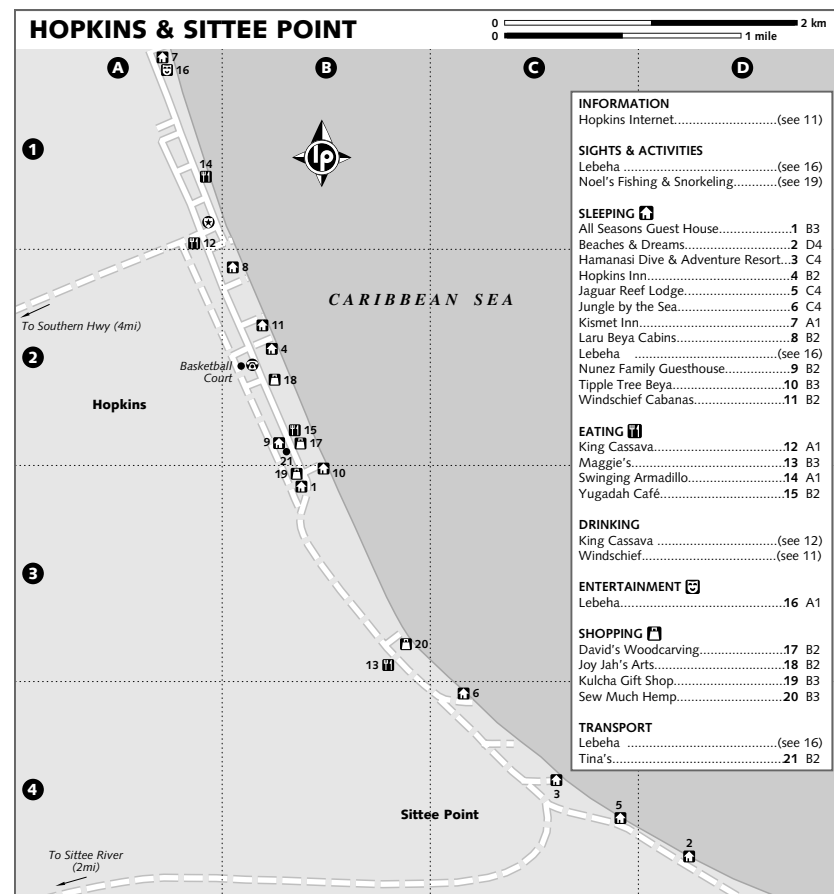 HOPKINS & SITTEE POINT
0 2 km
0 1 mile
A B C D
7
16
1
14
12
8
CARIBBEAN SEA
To Southern Hwy (4mi)
11
2
4
Basketball
Court
18
Hopkins
15
9 17
21
10
19
1
3
20
13
6
4
3
5
Sittee Point
2
To Sittee River
(2mi)
lp
INFORMATION
Hopkins Internet.........................(see 11)
SIGHTS & ACTIVITIES
Lebeha ......................................(see 16)
Noel's Fishing & Snorkeling...........(see 19)
SLEEPING
All Seasons Guest House..................1 B3
Beaches & Dreams..........................2 D4
Hamanasi Dive & Adventure Resort...3 C4
Hopkins Inn....................................4 B2
Jaguar Reef Lodge..........................5 C4
Jungle by the Sea............................6 C4
Kismet Inn......................................7 A1
Laru Beya Cabins............................8 B2
Lebeha ...................................(see 16)
Nunez Family Guesthouse................9 B2
Tipple Tree Beya...........................10 B3
Windschief Cabanas......................11 B2
EATING
King Cassava................................12 A1
Maggie's......................................13 B3
Swinging Armadillo.......................14 A1
Yugadah Café..............................15 B2
DRINKING
King Cassava .............................(see 12)
Windschief................................(see 11)
ENTERTAINMENT
Lebeha........................................16 A1
SHOPPING
David's Woodcarving....................17 B2
Joy Jah's Arts................................18 B2
Kulcha Gift Shop...........................19 B3
Sew Much Hemp..........................20 B3
TRANSPORT
Lebeha ....................................(see 16)
Tina's..........................................21 B2